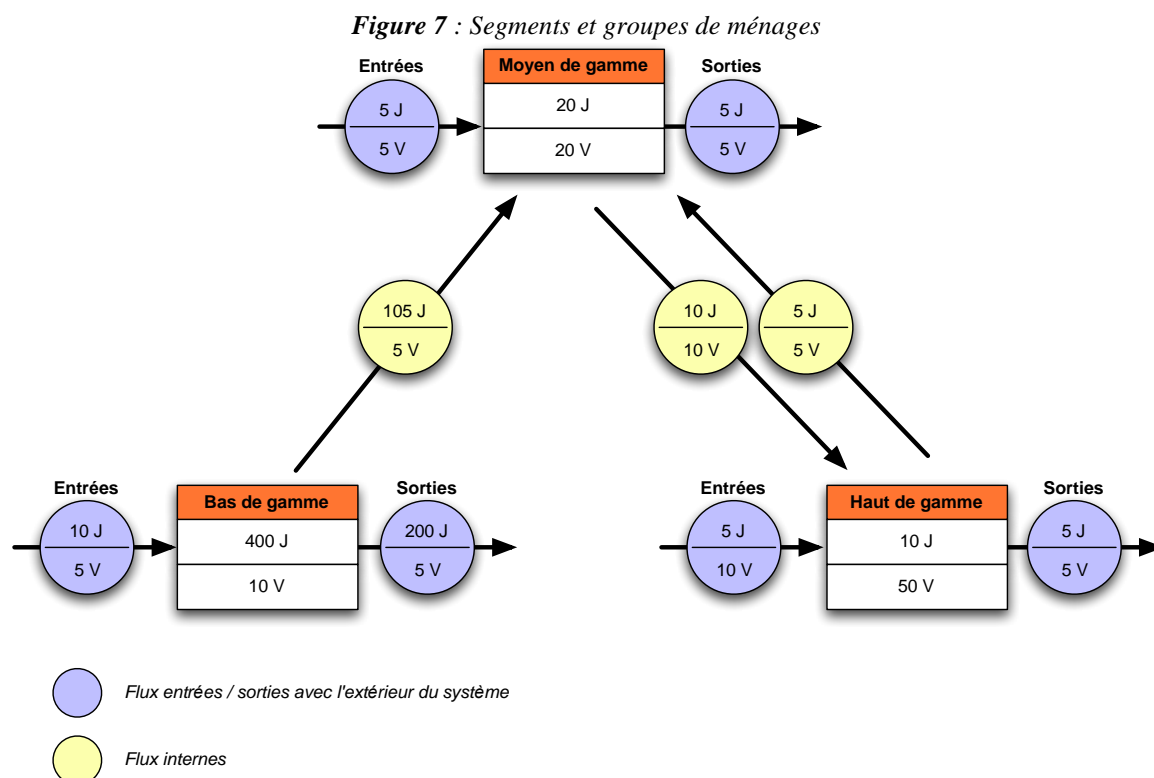 Figure 7 : Segments et groupes de ménages
Entrées
Moyen de gamme
Sorties
5 J
5 V
20 J
20 V
5 J
5 V
105 J
5 V
10 J
10 V
5 J
5 V
Entrées
Bas de gamme
Sorties
10 J
5 V
400 J
10 V
200 J
5 V
Entrées
Haut de gamme
Sorties
5 J
10 V
10 J
50 V
5 J
5 V
Flux entrées / sorties avec l'extérieur du système
Flux internes